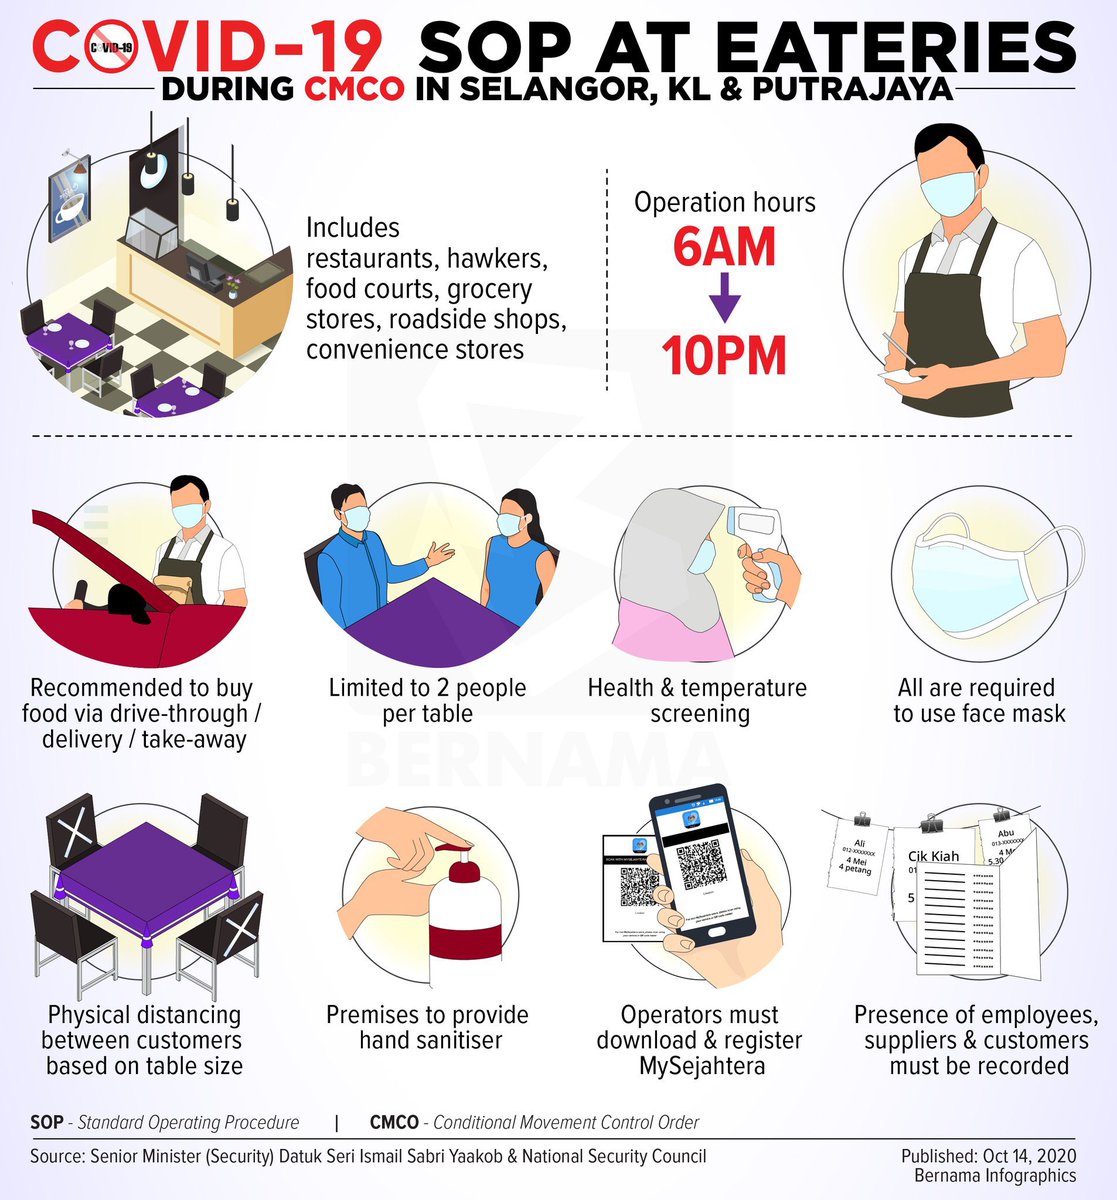 COVID-19 SOP AT EATERIES
DURING CMCO IN SELANGOR, KL & PUTRAJAYA
Includes
restaurants, hawkers,
food courts, grocery
stores, roadside shops,
convenience stores
Operation hours
6AM
10PM
Recommended to buy
food via drive-through /
delivery / take-away
Limited to 2 people
per table
Health & temperature
screening
All are required
to use face mask
BERNAMA
Physical distancing
between customers
based on table size
Premises to provide
hand sanitiser
Operators must
download & register
MySejahtera
Ali
012-XXXXXXX
4 Mei
4 petang
Cik Kiah
01
5
Abu
013-XXXXXXX
4 M
5.30
Presence of employees,
suppliers & customers
must be recorded
SOP - Standard Operating Procedure | CMCO - Conditional Movement Control Order
Source: Senior Minister (Security) Datuk Seri Ismail Sabri Yaakob & National Security Council
Published: Oct 14, 2020
Bernama Infographics